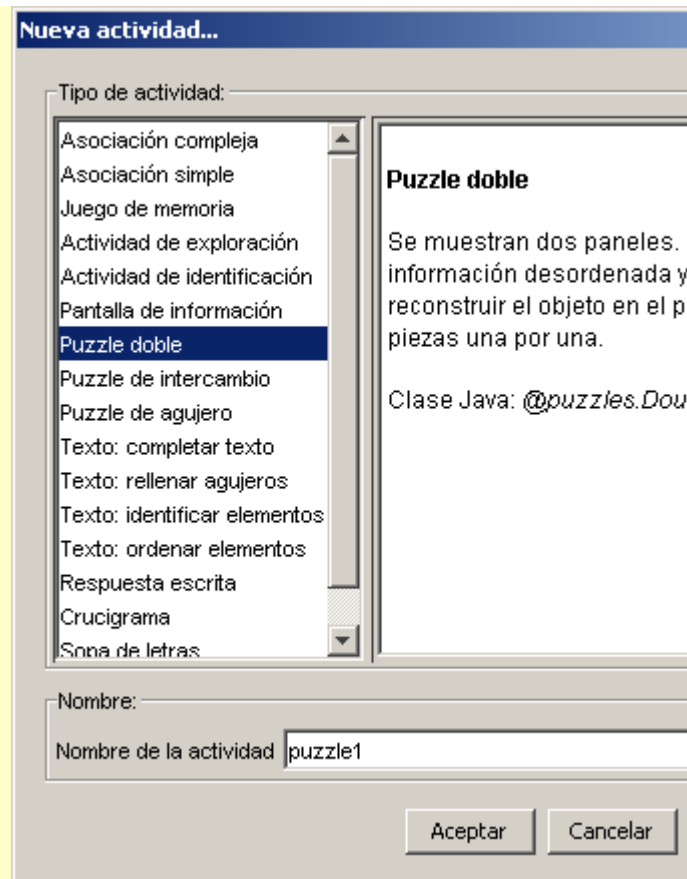 Nueva actividad...
Tipo de actividad:
Asociación compleja
Asociación simple
Juego de memoria
Actividad de exploración
Actividad de identificación
Pantalla de información
Puzzle doble
Puzzle de intercambio
Puzzle de agujero
Texto: completar texto
Texto: rellenar agujeros
Texto: identificar elementos
Texto: ordenar elementos
Respuesta escrita
Crucigrama
Sopa de letras
Puzzle doble
Se muestran dos paneles.
información desordenada y
reconstruir el objeto en el p
piezas una por una.
Clase Java: @puzzles.Dou
Nombre:
Nombre de la actividad puzzle1
Aceptar Cancelar